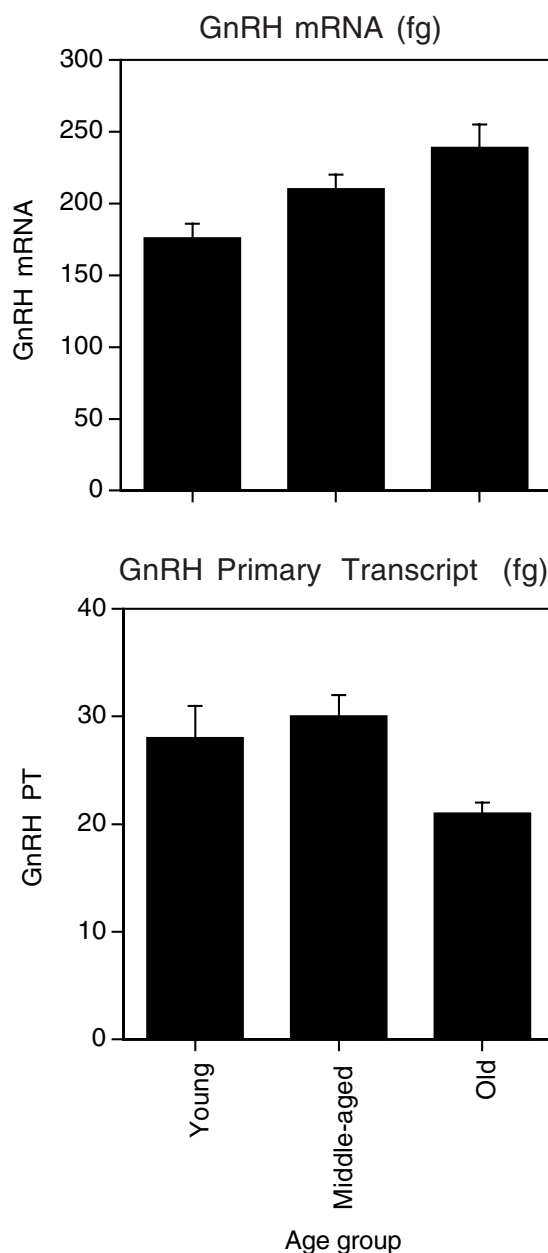 GnRH mRNA (fg)
300
250
200
150
100
50
0
GnRH mRNA
GnRH Primary Transcript (fg)
40
30
20
10
0
GnRH PT
Young
Middle-aged
Old
Age group